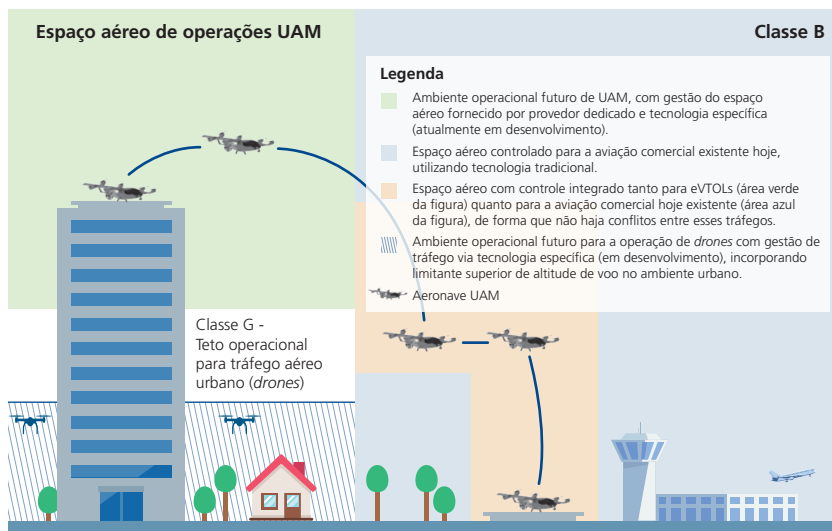 Espaço aéreo de operações UAM
Classe B
Legenda
Ambiente operacional futuro de UAM, com gestão do espaço
aéreo fornecido por provedor dedicado e tecnologia específica
(atualmente em desenvolvimento).
Espaço aéreo controlado para a aviação comercial existente hoje,
utilizando tecnologia tradicional.
Espaço aéreo com controle integrado tanto para eVTOLs (área verde
da figura) quanto para a aviação comercial hoje existente (área azul
da figura), de forma que não haja conflitos entre esses tráfegos.
Ambiente operacional futuro para a operação de drones com gestão de
tráfego via tecnologia específica (em desenvolvimento), incorporando
limitante superior de altitude de voo no ambiente urbano.
Aeronave UAM
Classe G -
Teto operacional
para tráfego aéreo
urbano (drones)